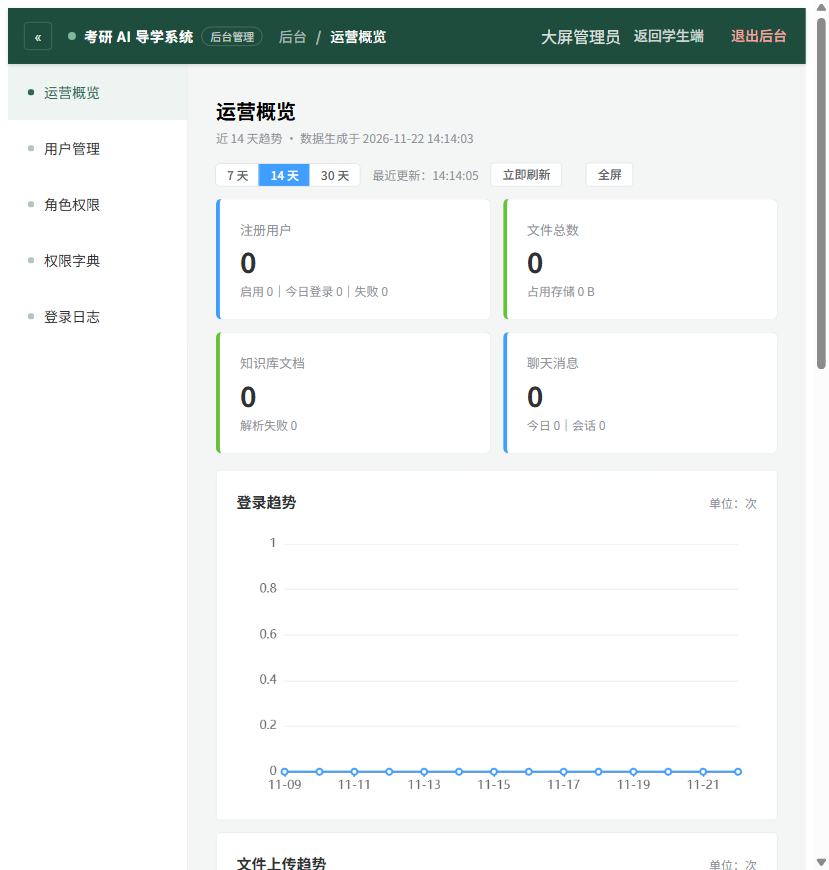 « 考研 AI 导学系统 后台管理 后台 / 运营概览 大屏管理员 返回学生端 退出后台
运营概览
用户管理
角色权限
权限字典
登录日志
运营概览
近 14 天趋势 · 数据生成于 2026-11-22 14:14:03
7 天 14 天 30 天 最近更新：14:14:05 立即刷新 全屏
注册用户
0
启用 0｜今日登录 0｜失败 0
文件总数
0
占用存储 0 B
知识库文档
0
解析失败 0
聊天消息
0
今日 0｜会话 0
登录趋势 单位：次
1
0.8
0.6
0.4
0.2
0
11-09 11-11 11-13 11-15 11-17 11-19 11-21
文件上传趋势 单位：次